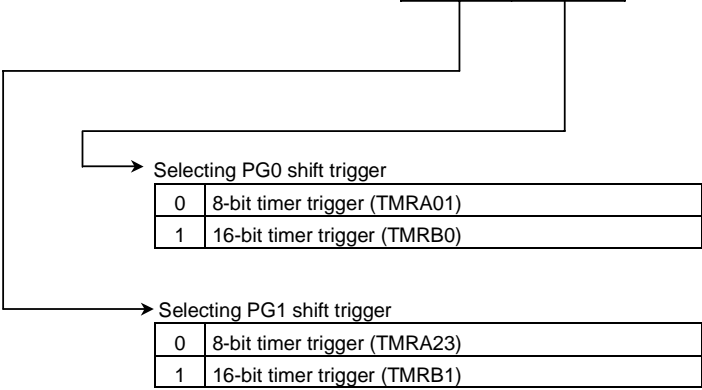 Selecting PG0 shift trigger
0 8-bit timer trigger (TMRA01)
1 16-bit timer trigger (TMRB0)
Selecting PG1 shift trigger
0 8-bit timer trigger (TMRA23)
1 16-bit timer trigger (TMRB1)